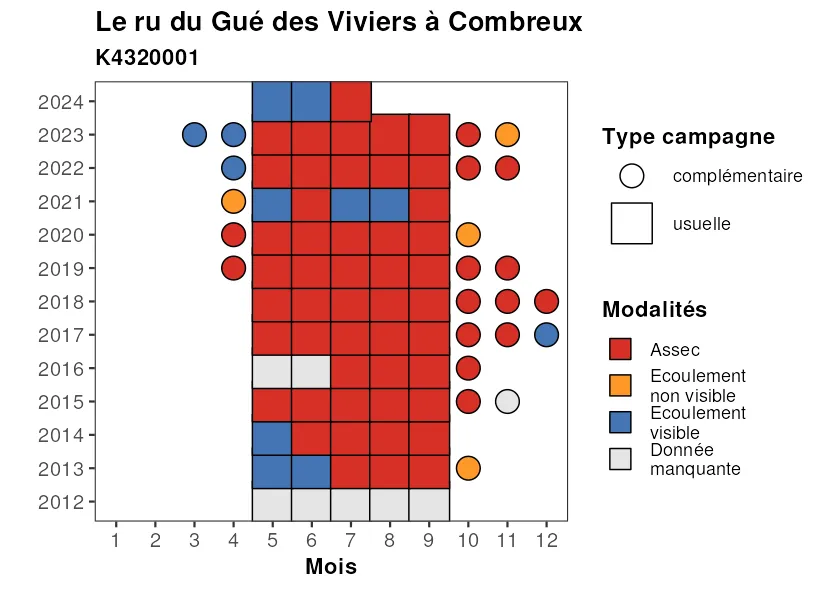 Le ru du Gué des Viviers à Combreux
K4320001
2024
2023
2022
2021
2020
2019
2018
2017
2016
2015
2014
2013
2012
1 2 3 4 5 6 7 8 9 10 11 12
Mois
Type campagne
complémentaire
usuelle
Modalités
Assec
Ecoulement
non visible
Ecoulement
visible
Donnée
manquante